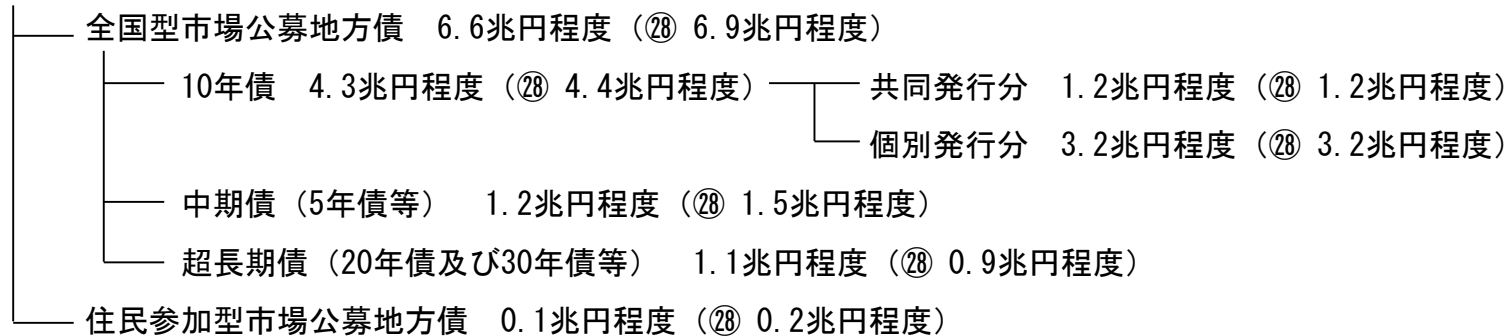 全国型市場公募地方債　6.6兆円程度（㉘ 6.9兆円程度）
10年債　4.3兆円程度（㉘ 4.4兆円程度）　共同発行分　1.2兆円程度（㉘ 1.2兆円程度）
個別発行分　3.2兆円程度（㉘ 3.2兆円程度）
中期債（5年債等）　1.2兆円程度（㉘ 1.5兆円程度）
超長期債（20年債及び30年債等）　1.1兆円程度（㉘ 0.9兆円程度）
住民参加型市場公募地方債　0.1兆円程度（㉘ 0.2兆円程度）